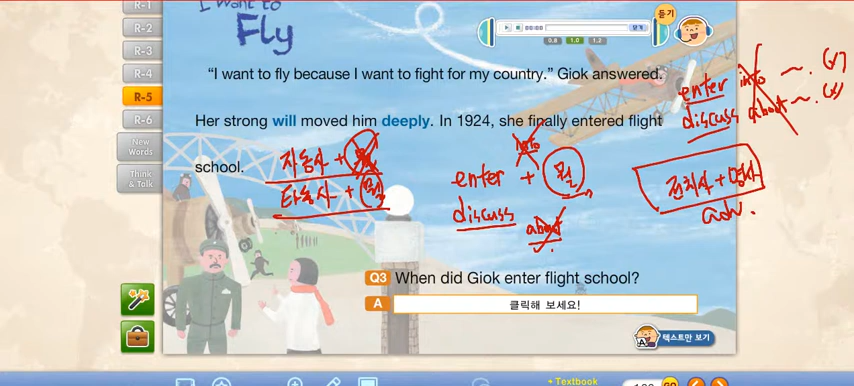 I Want to
Fly
R-1
R-2
R-3
R-4
R-5
R-6
New
Words
Think
& Talk
듣기
00:00
닫기
0.8 1.0 1.2
“I want to fly because I want to fight for my country.” Giok answered.
Her strong will moved him deeply. In 1924, she finally entered flight
school.
자동사 +
타동사 +
into
enter + 뭘
discuss
about
enter into ~. (x)
discuss about ~. (x)
전치사 + 명사
adv.
Q3 When did Giok enter flight school?
A 클릭해 보세요!
텍스트만 보기
• Textbook
GO